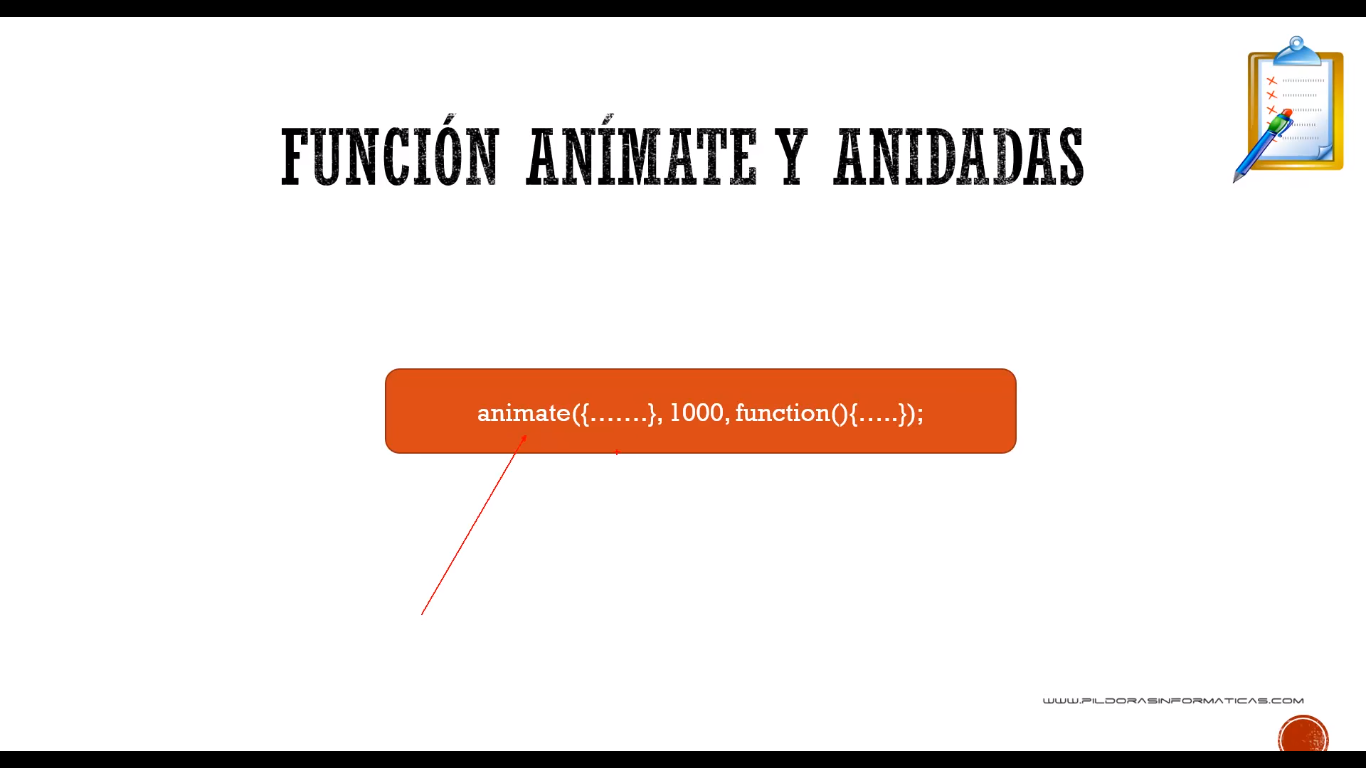 FUNCIÓN ANÍMATE Y ANIDADAS
animate({.......}, 1000, function(){.....});
WWW.PILDORASINFORMATICAS.COM